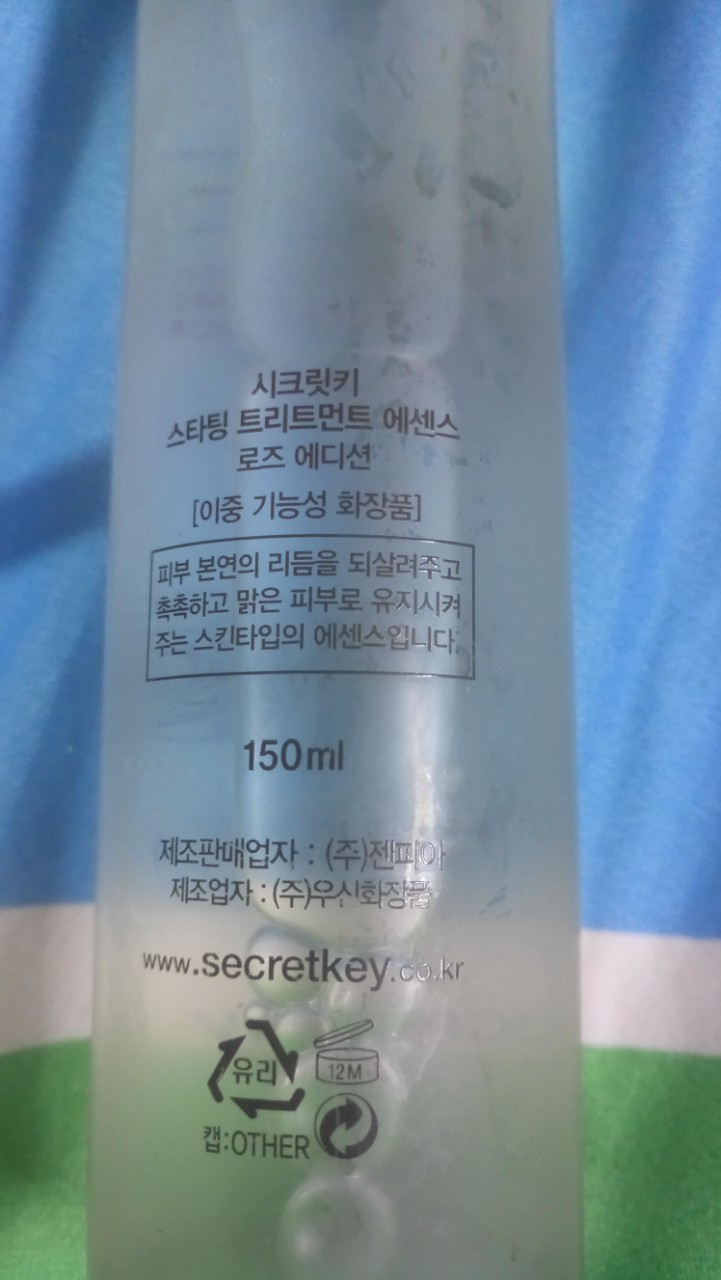 시크릿키
스타팅 트리트먼트 에센스
로즈 에디션
[이중 기능성 화장품]
피부 본연의 리듬을 되살려주고
촉촉하고 맑은 피부로 유지시켜
주는 스킨타입의 에센스입니다.
150ml
제조판매업자 : (주)젠피아
제조업자 : (주)우신화장품
www.secretkey.co.kr
유리
12M
캡:OTHER